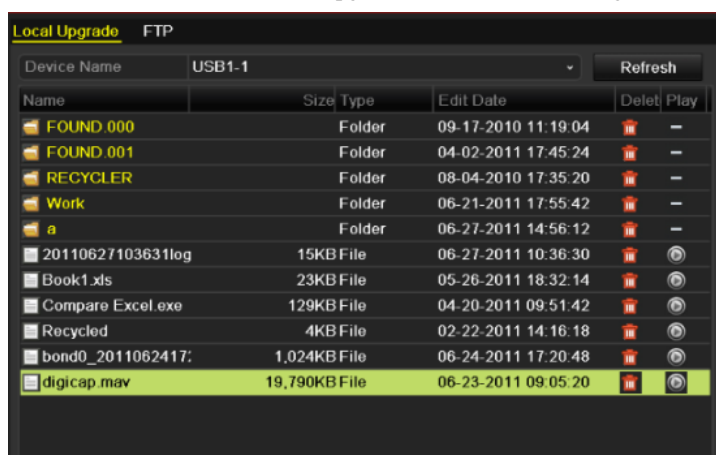 Local Upgrade FTP
Device Name USB1-1 Refresh
Name Size Type Edit Date Delet Play
FOUND.000 Folder 09-17-2010 11:19:04 –
FOUND.001 Folder 04-02-2011 17:45:24 –
RECYCLER Folder 08-04-2010 17:35:20 –
Work Folder 06-21-2011 17:55:42 –
a Folder 06-27-2011 14:56:12 –
20110627103631log 15KB File 06-27-2011 10:36:30
Book1.xls 23KB File 05-26-2011 18:32:14
Compare Excel.exe 129KB File 04-20-2011 09:51:42
Recycled 4KB File 02-22-2011 14:16:18
bond0_2011062417: 1,024KB File 06-24-2011 17:20:48
digicap.mav 19,790KB File 06-23-2011 09:05:20